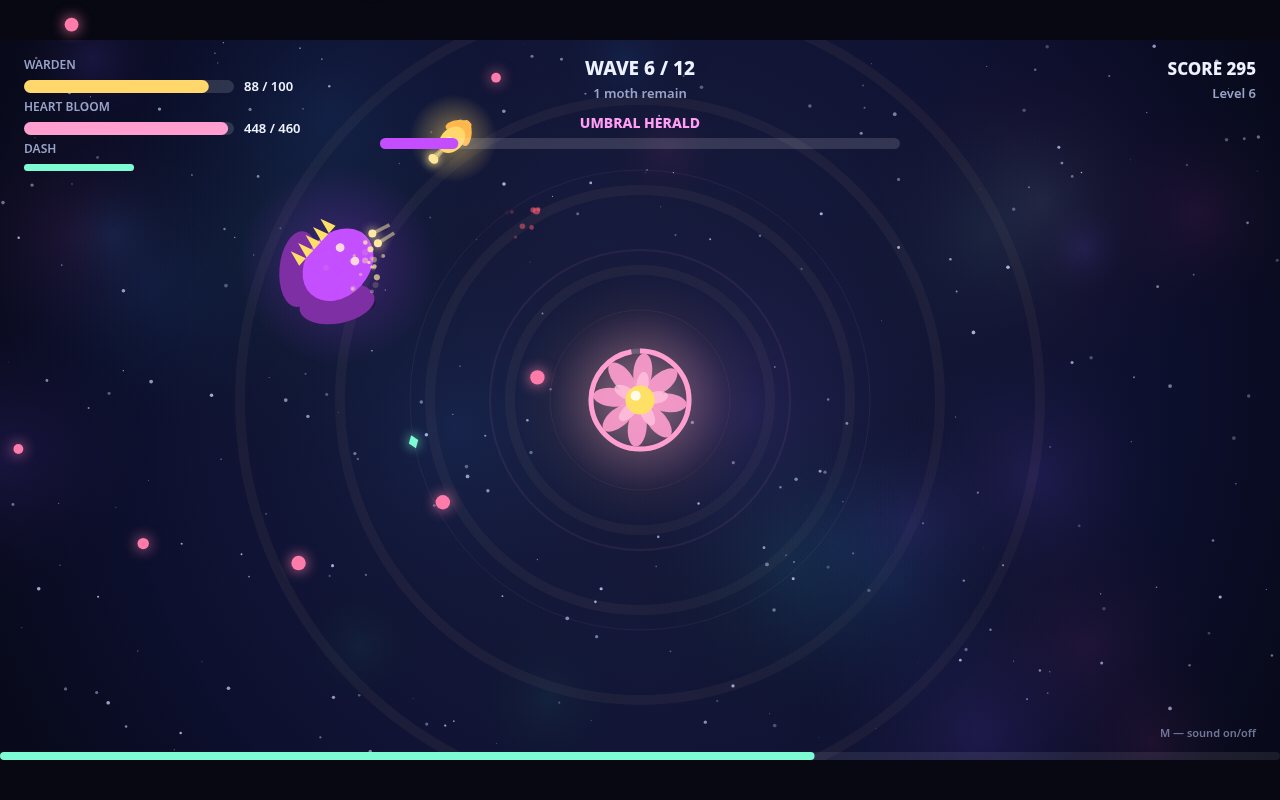 WARDEN
88 / 100
HEART BLOOM
448 / 460
DASH
WAVE 6 / 12
· 1 moth remain
UMBRAL HERALD
SCORE 295
Level 6
M — sound on/off